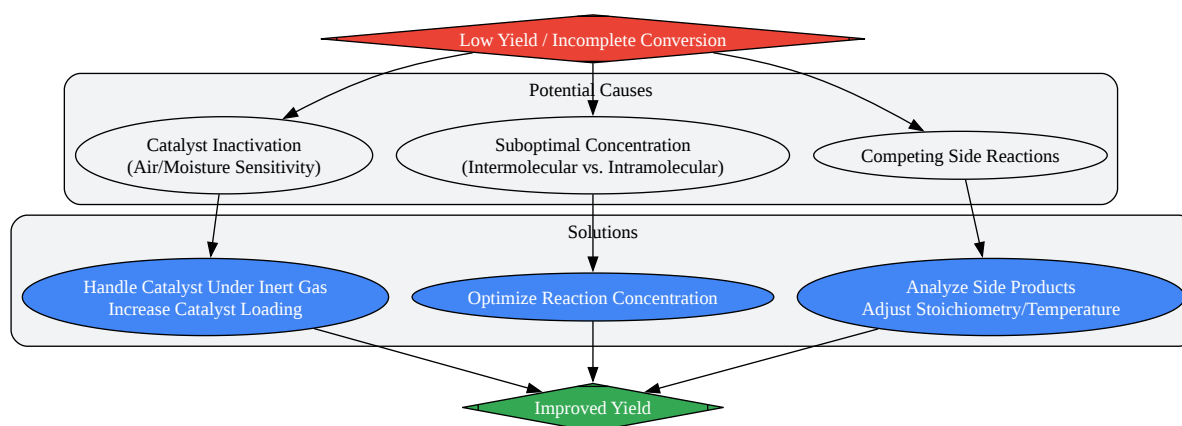 Low Yield / Incomplete Conversion
Potential Causes
Catalyst Inactivation
(Air/Moisture Sensitivity)
Suboptimal Concentration
(Intermolecular vs. Intramolecular)
Competing Side Reactions
Solutions
Handle Catalyst Under Inert Gas
Increase Catalyst Loading
Optimize Reaction Concentration
Analyze Side Products
Adjust Stoichiometry/Temperature
Improved Yield